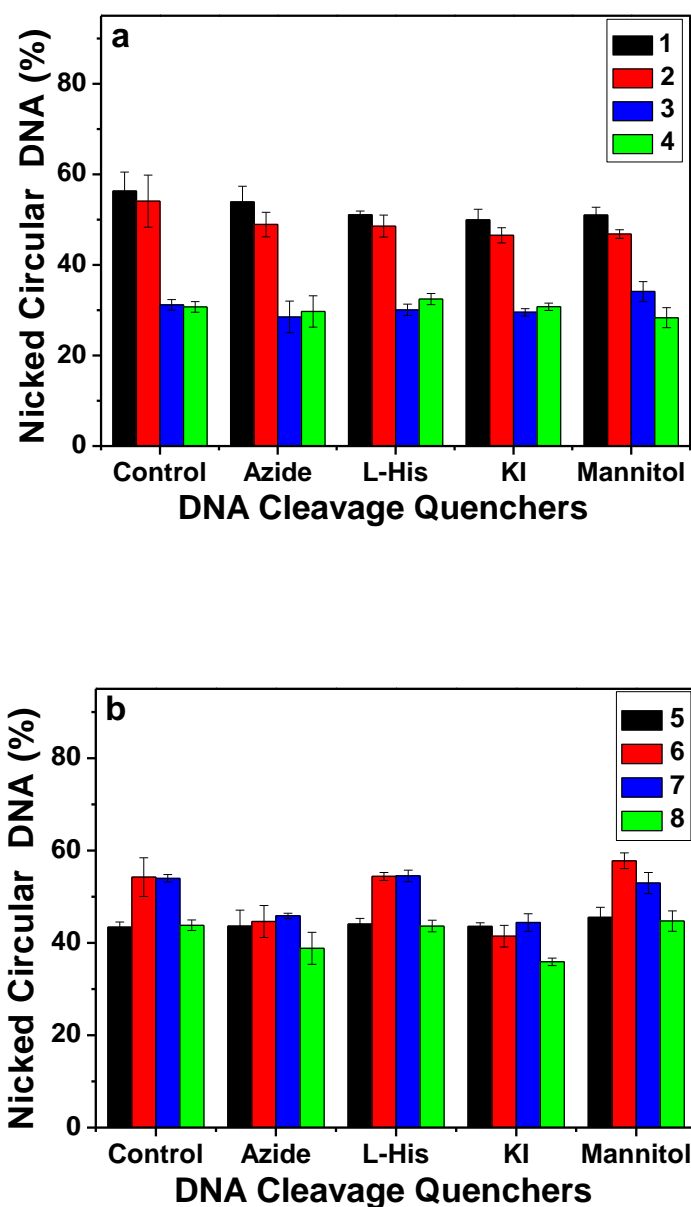 a
1
2
3
4
80
60
40
20
0
Nicked Circular DNA (%)
Control Azide L-His KI Mannitol
DNA Cleavage Quenchers
b
5
6
7
8
80
60
40
20
0
Nicked Circular DNA (%)
Control Azide L-His KI Mannitol
DNA Cleavage Quenchers